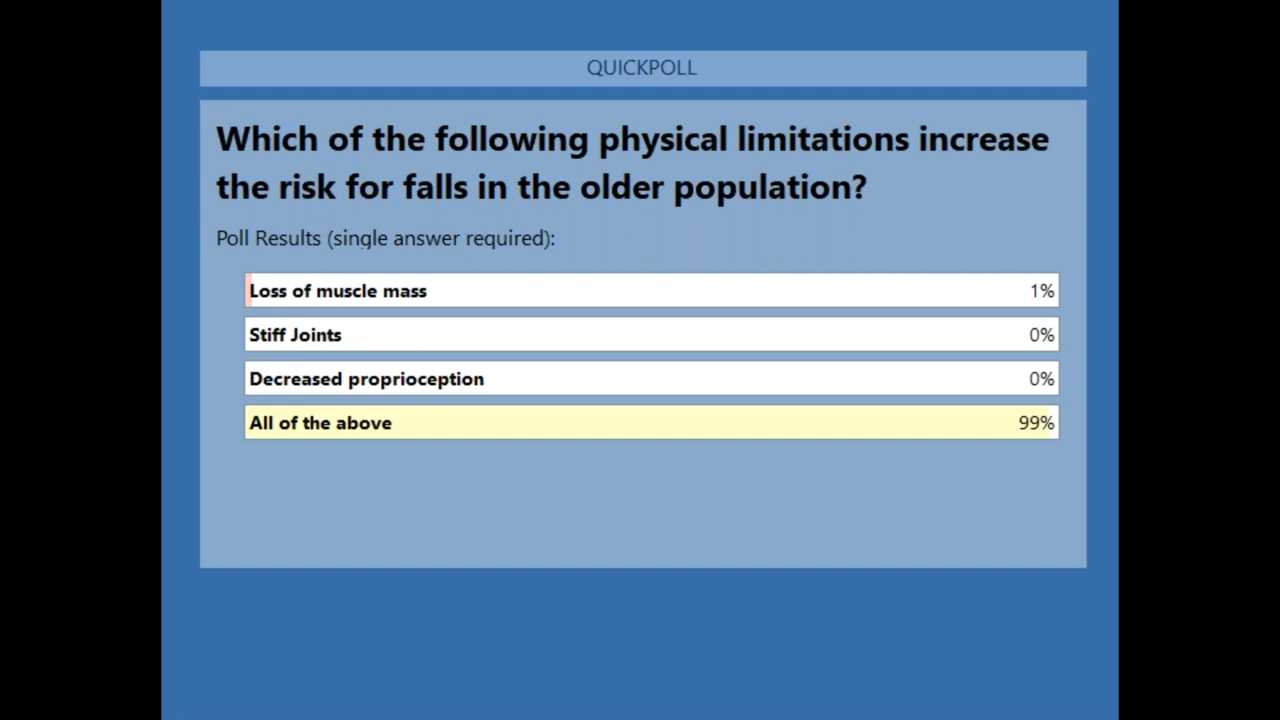 QUICKPOLL
Which of the following physical limitations increase
the risk for falls in the older population?
Poll Results (single answer required):
Loss of muscle mass 1%
Stiff Joints 0%
Decreased proprioception 0%
All of the above 99%